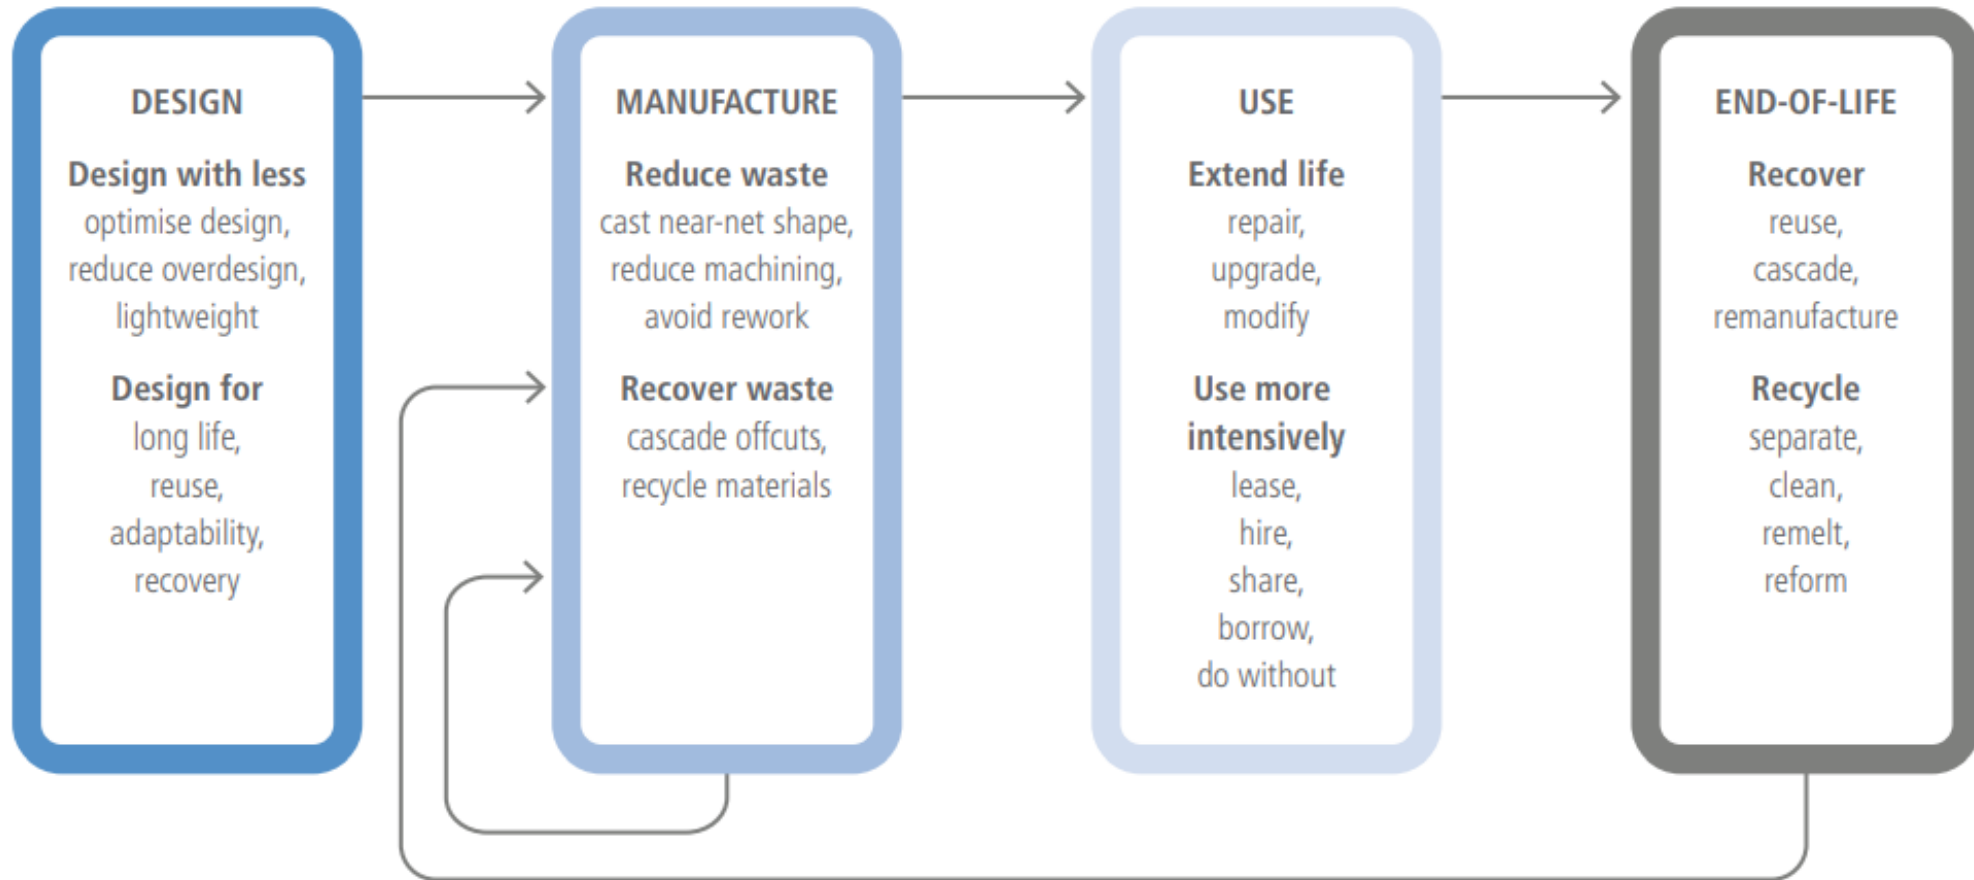 DESIGN
Design with less
optimise design,
reduce overdesign,
lightweight
Design for
long life,
reuse,
adaptability,
recovery
MANUFACTURE
Reduce waste
cast near-net shape,
reduce machining,
avoid rework
Recover waste
cascade offcuts,
recycle materials
USE
Extend life
repair,
upgrade,
modify
Use more
intensively
lease,
hire,
share,
borrow,
do without
END-OF-LIFE
Recover
reuse,
cascade,
remanufacture
Recycle
separate,
clean,
remelt,
reform